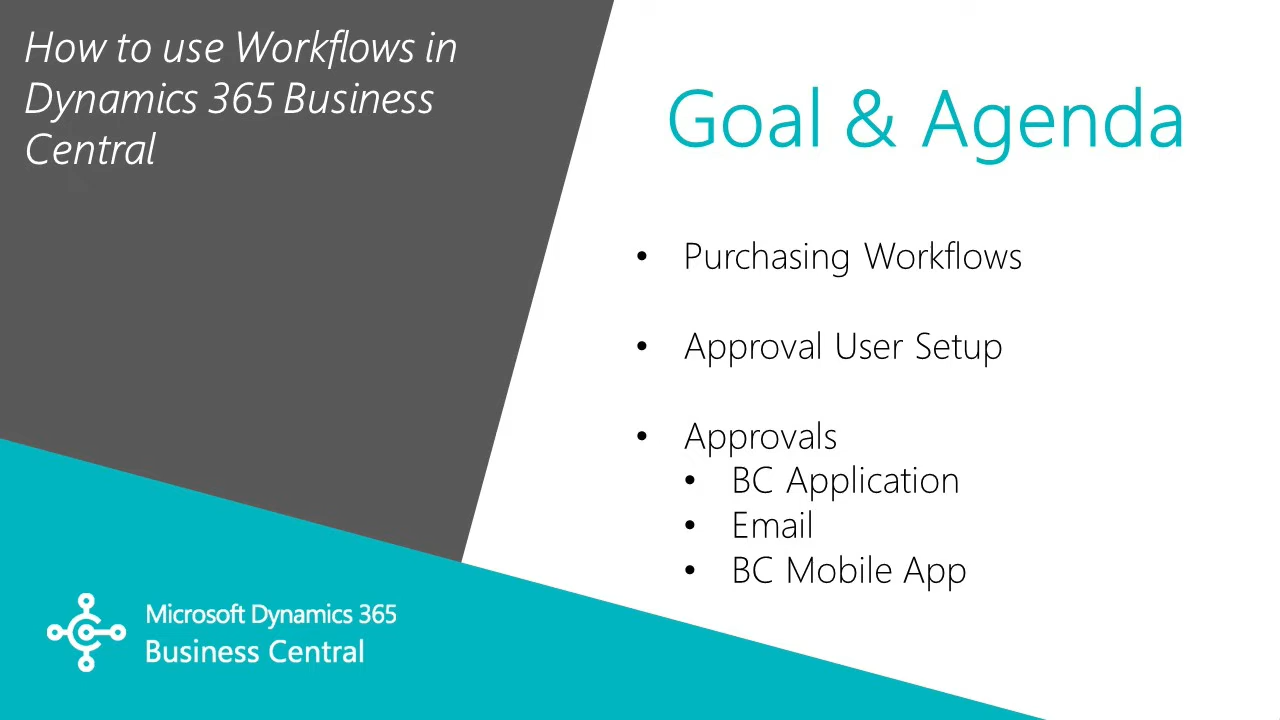 How to use Workflows in
Dynamics 365 Business
Central
Goal & Agenda
• Purchasing Workflows
• Approval User Setup
• Approvals
• BC Application
• Email
• BC Mobile App
Microsoft Dynamics 365
Business Central